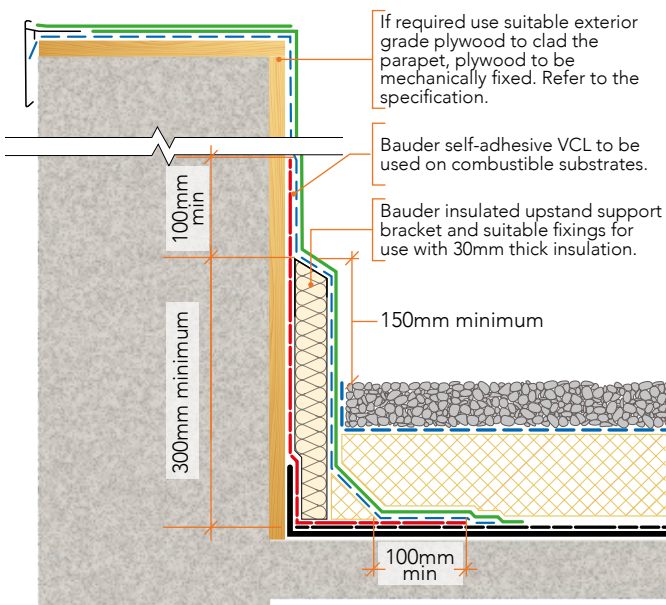 If required use suitable exterior
grade plywood to clad the
parapet, plywood to be
mechanically fixed. Refer to the
specification.
Bauder self-adhesive VCL to be
used on combustible substrates.
Bauder insulated upstand support
bracket and suitable fixings for
use with 30mm thick insulation.
100mm
min
150mm minimum
300mm minimum
100mm
min